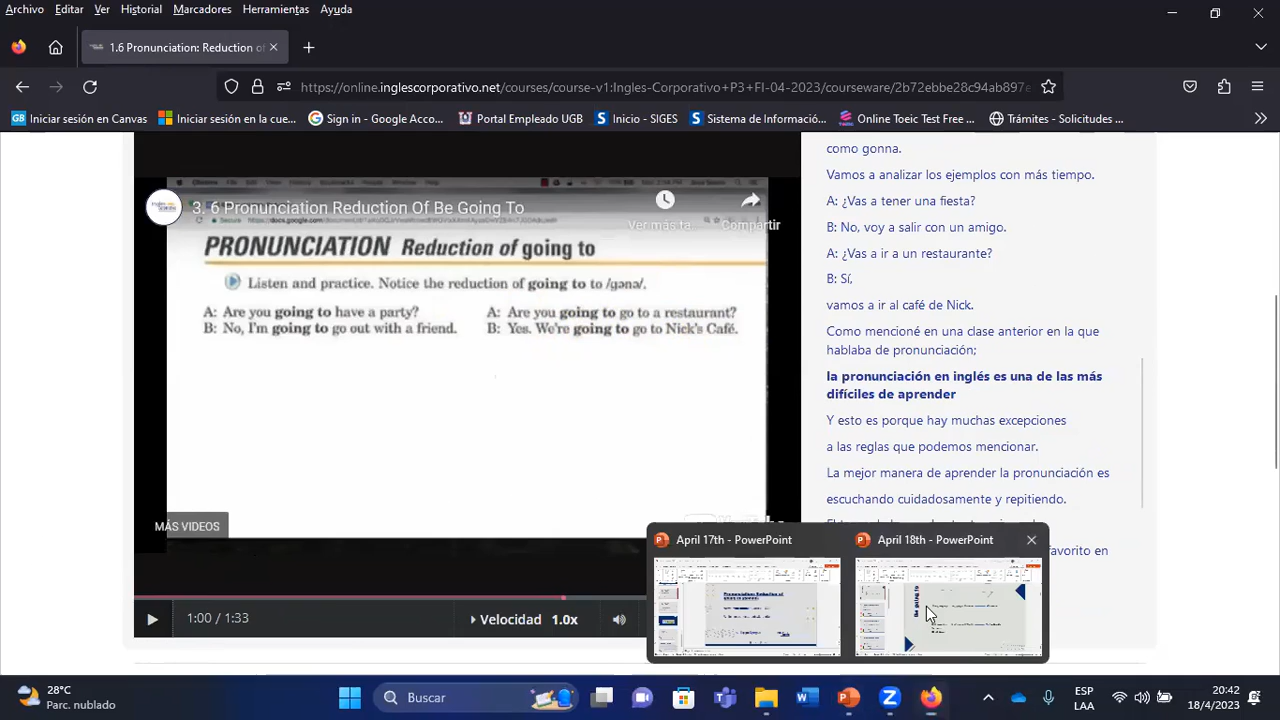 Archivo Editar Ver Historial Marcadores Herramientas Ayuda
1.6 Pronunciation: Reduction of
https://online.inglescorporativo.net/courses/course-v1:Ingles-Corporativo+P3+FI-04-2023/courseware/2b72ebbe28c94ab897e
Iniciar sesión en Canvas
Iniciar sesión en la cue...
Sign in - Google Acco...
Portal Empleado UGB
Inicio - SIGES
Sistema de Informació...
Online Toeic Test Free ...
Trámites - Solicitudes ...
3. 6 Pronunciation Reduction Of Be Going To
Ver más ta
Compartir
PRONUNCIATION Reduction of going to
Listen and practice. Notice the reduction of going to to /gənə/.
A: Are you going to have a party?
B: No, I'm going to go out with a friend.
A: Are you going to go to a restaurant?
B: Yes. We're going to go to Nick's Café.
MÁS VIDEOS
1:00 / 1:33
Velocidad 1.0x
como gonna.
Vamos a analizar los ejemplos con más tiempo.
A: ¿Vas a tener una fiesta?
B: No, voy a salir con un amigo.
A: ¿Vas a ir a un restaurante?
B: Sí,
vamos a ir al café de Nick.
Como mencioné en una clase anterior en la que
hablaba de pronunciación;
la pronunciación en inglés es una de las más
difíciles de aprender
Y esto es porque hay muchas excepciones
a las reglas que podemos mencionar.
La mejor manera de aprender la pronunciación es
escuchando cuidadosamente y repitiendo.
favorito en
April 17th - PowerPoint
April 18th - PowerPoint
28°C
Parc. nublado
Buscar
ESP
LAA
20:42
18/4/2023